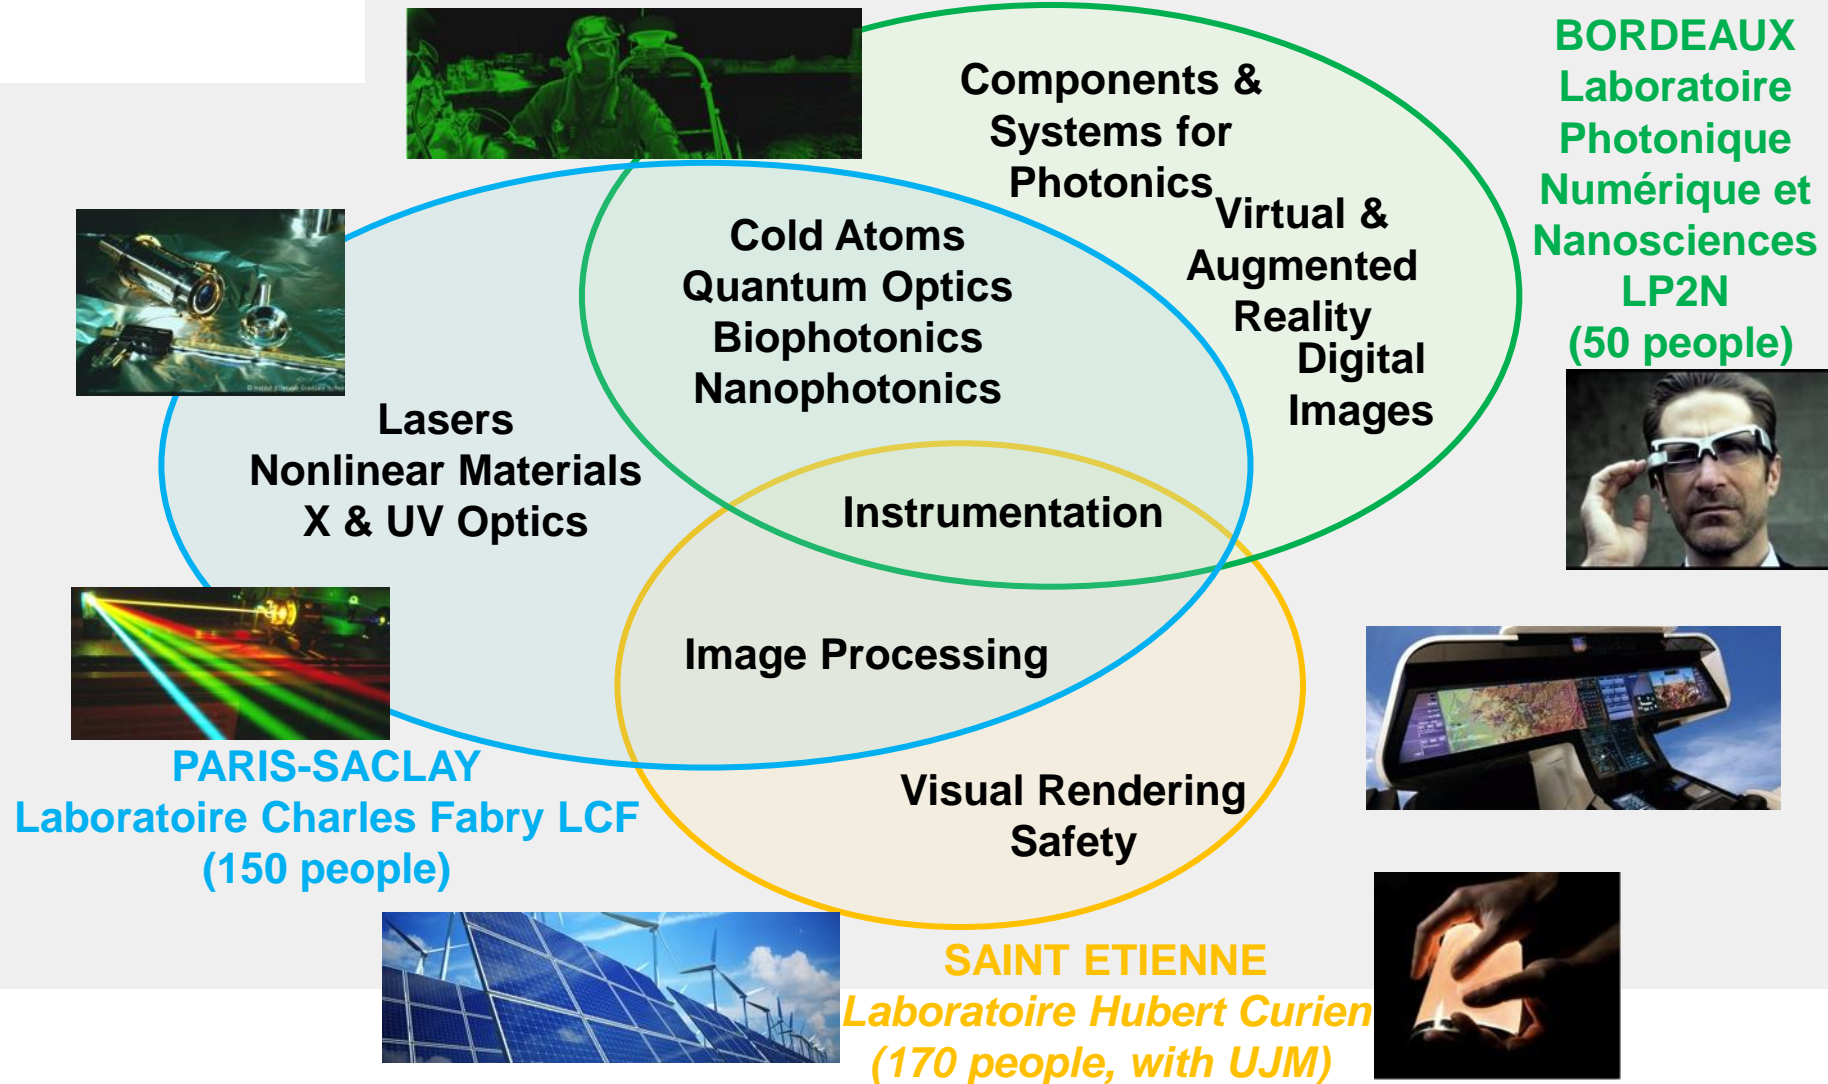 Components &
Systems for
Photonics
Virtual &
Augmented
Reality
Digital
Images
BORDEAUX
Laboratoire
Photonique
Numérique et
Nanosciences
LP2N
(50 people)
Cold Atoms
Quantum Optics
Biophotonics
Nanophotonics
Lasers
Nonlinear Materials
X & UV Optics
Instrumentation
Image Processing
Visual Rendering
Safety
PARIS-SACLAY
Laboratoire Charles Fabry LCF
(150 people)
SAINT ETIENNE
Laboratoire Hubert Curien
(170 people, with UJM)